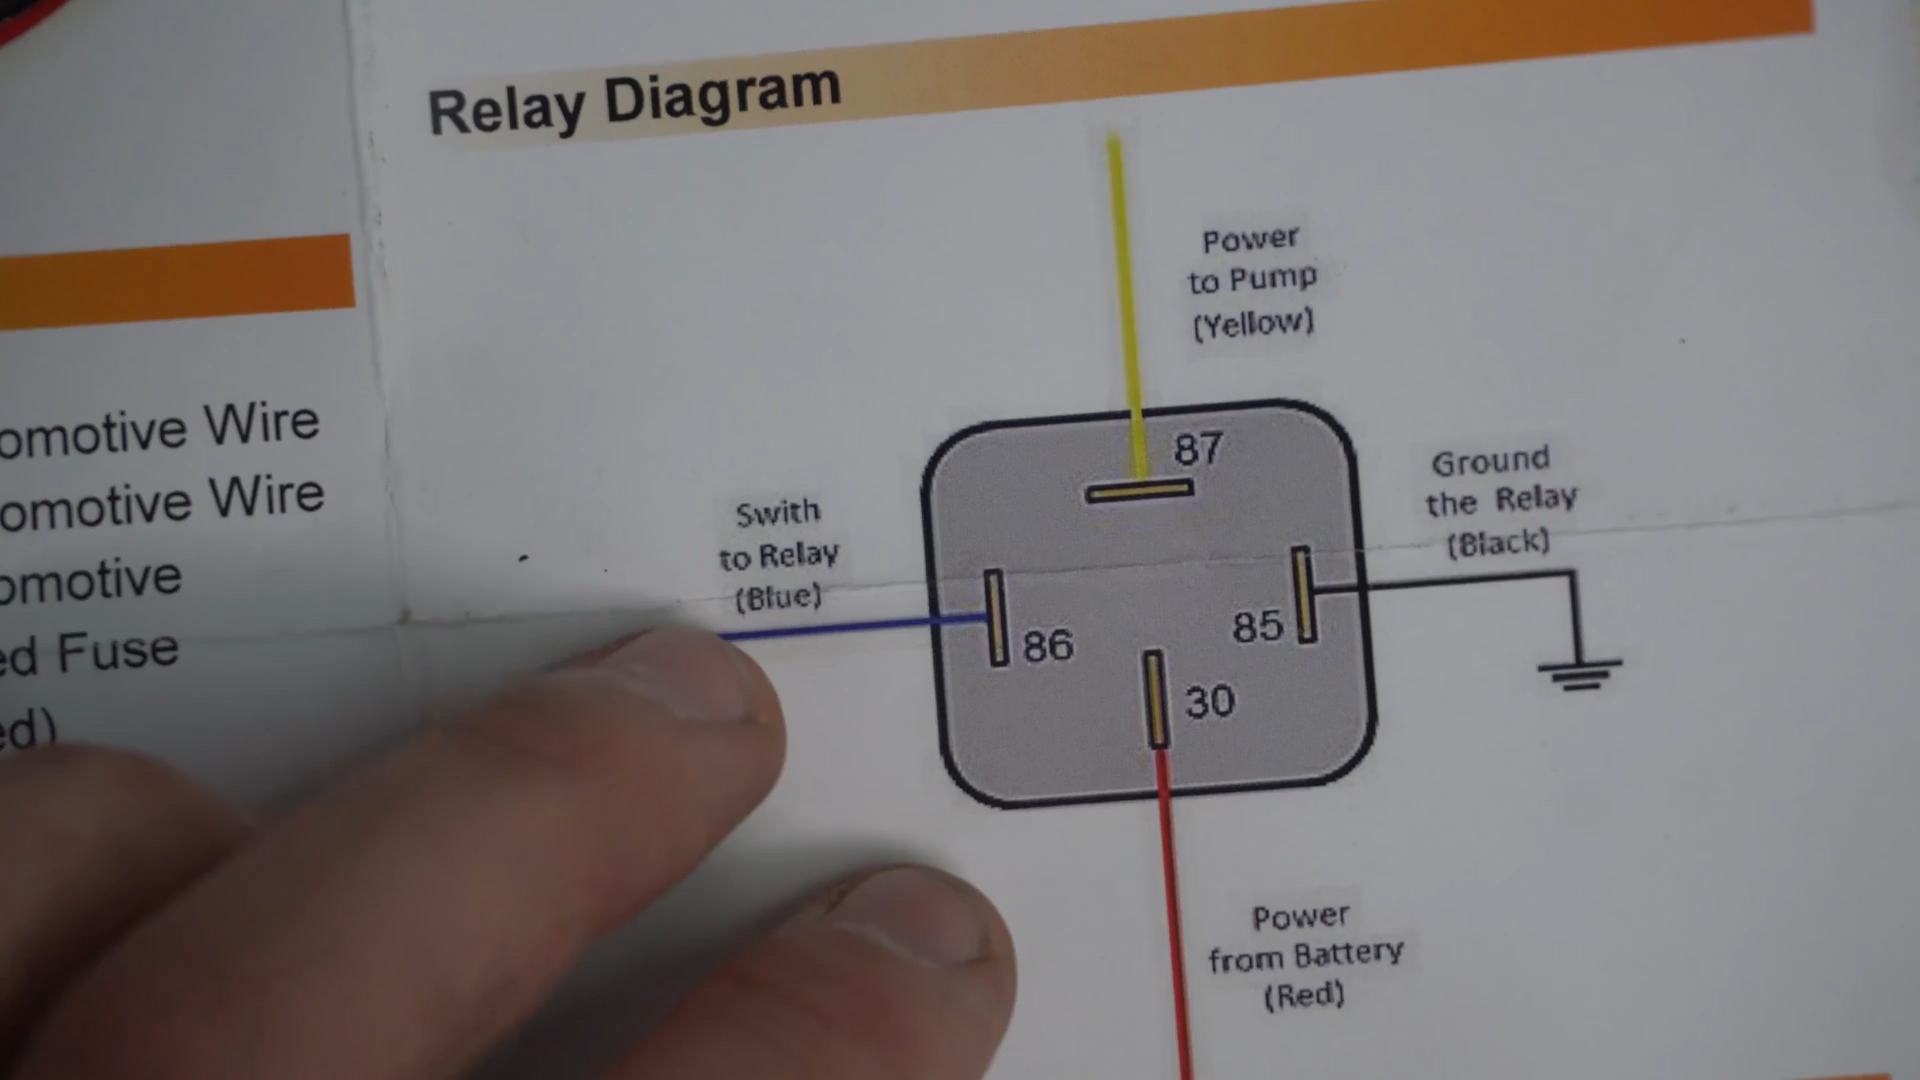 Relay Diagram
Power
to Pump
(Yellow)
87
Ground
the Relay
(Black)
Swith
to Relay
(Blue)
86
85
30
Power
from Battery
(Red)
omotive Wire
omotive Wire
omotive
ed Fuse
ed)